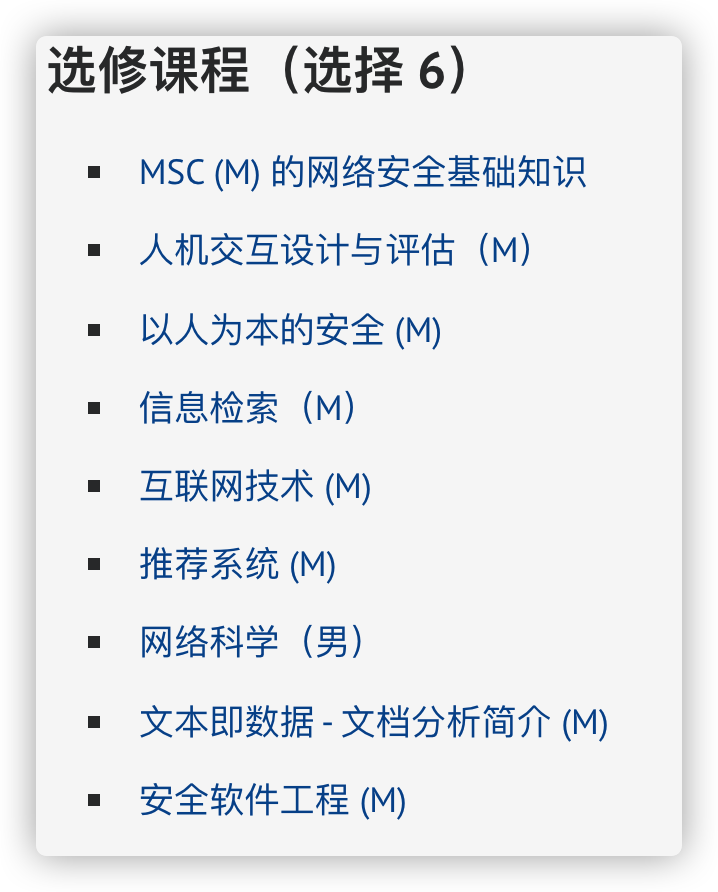 选修课程（选择 6）
MSC (M) 的网络安全基础知识
人机交互设计与评估（M）
以人为本的安全 (M)
信息检索（M）
互联网技术 (M)
推荐系统 (M)
网络科学（男）
文本即数据 - 文档分析简介 (M)
安全软件工程 (M)